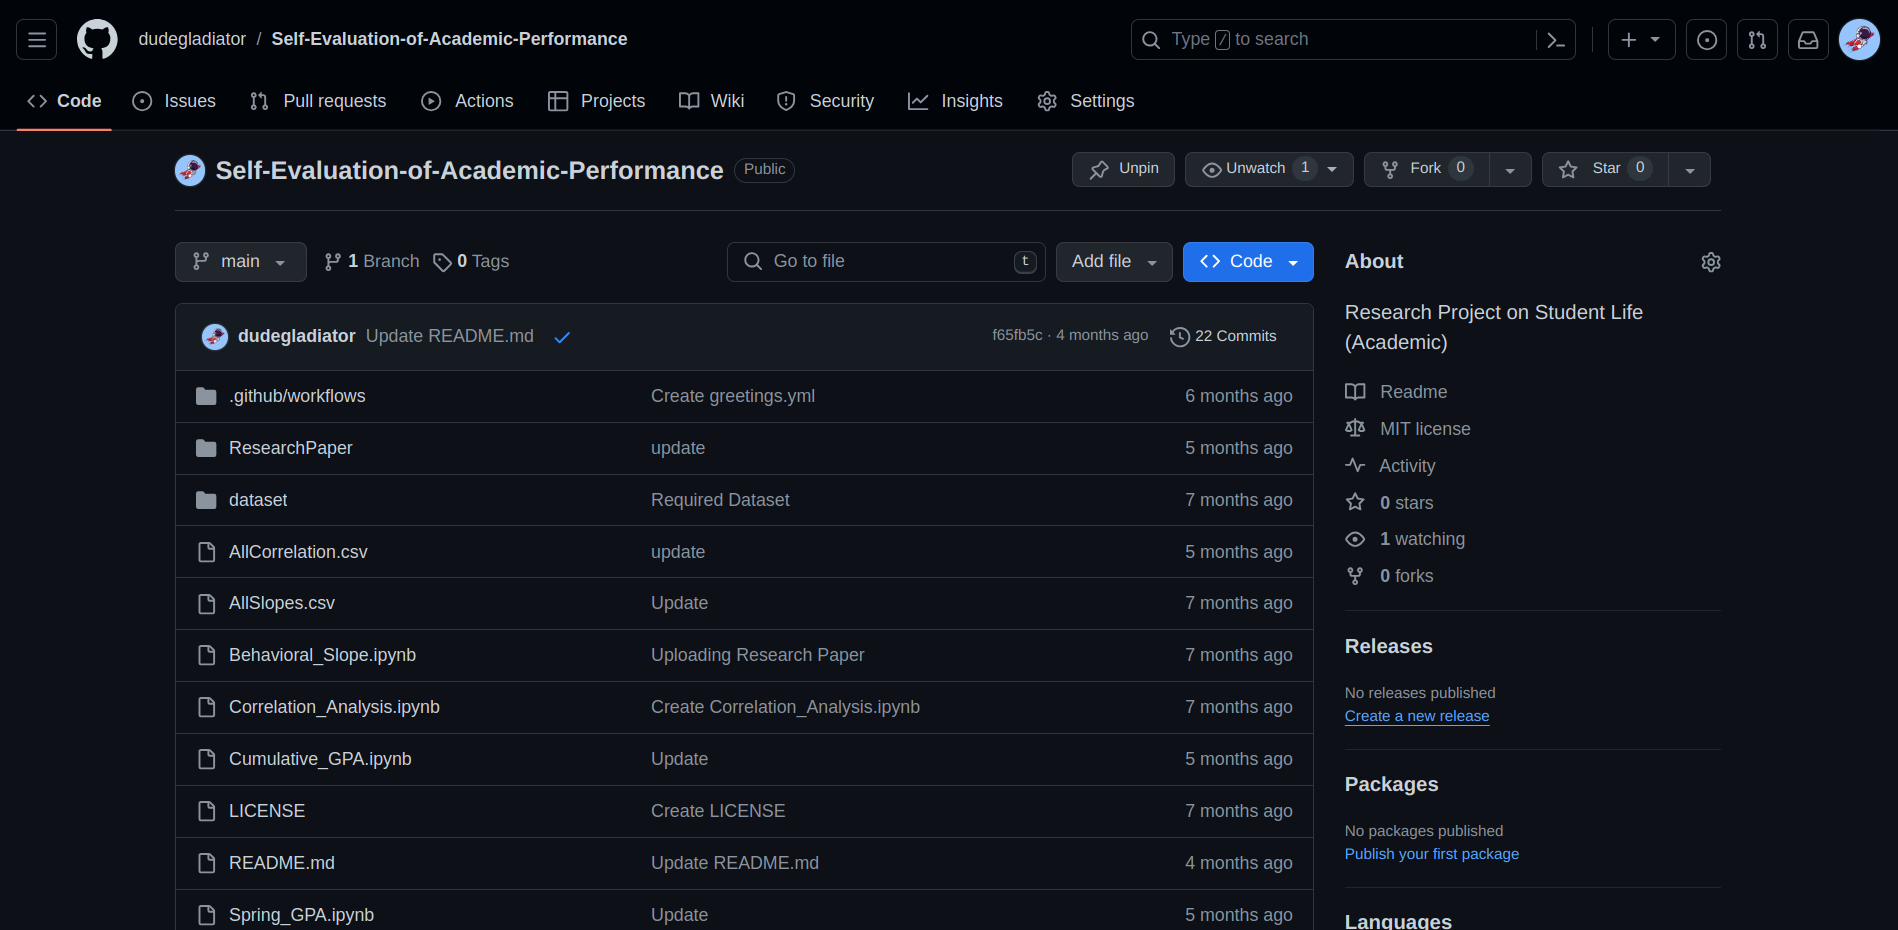 dudegladiator / Self-Evaluation-of-Academic-Performance
Type / to search
Code Issues Pull requests Actions Projects Wiki Security Insights Settings
Self-Evaluation-of-Academic-Performance Public
Unpin Unwatch 1 Fork 0 Star 0
main 1 Branch 0 Tags Go to file t Add file Code
dudegladiator Update README.md f65fb5c · 4 months ago 22 Commits
.github/workflows Create greetings.yml 6 months ago
ResearchPaper update 5 months ago
dataset Required Dataset 7 months ago
AllCorrelation.csv update 5 months ago
AllSlopes.csv Update 7 months ago
Behavioral_Slope.ipynb Uploading Research Paper 7 months ago
Correlation_Analysis.ipynb Create Correlation_Analysis.ipynb 7 months ago
Cumulative_GPA.ipynb Update 5 months ago
LICENSE Create LICENSE 7 months ago
README.md Update README.md 4 months ago
Spring_GPA.ipynb Update 5 months ago
About
Research Project on Student Life
(Academic)
Readme
MIT license
Activity
0 stars
1 watching
0 forks
Releases
No releases published
Create a new release
Packages
No packages published
Publish your first package
Languages